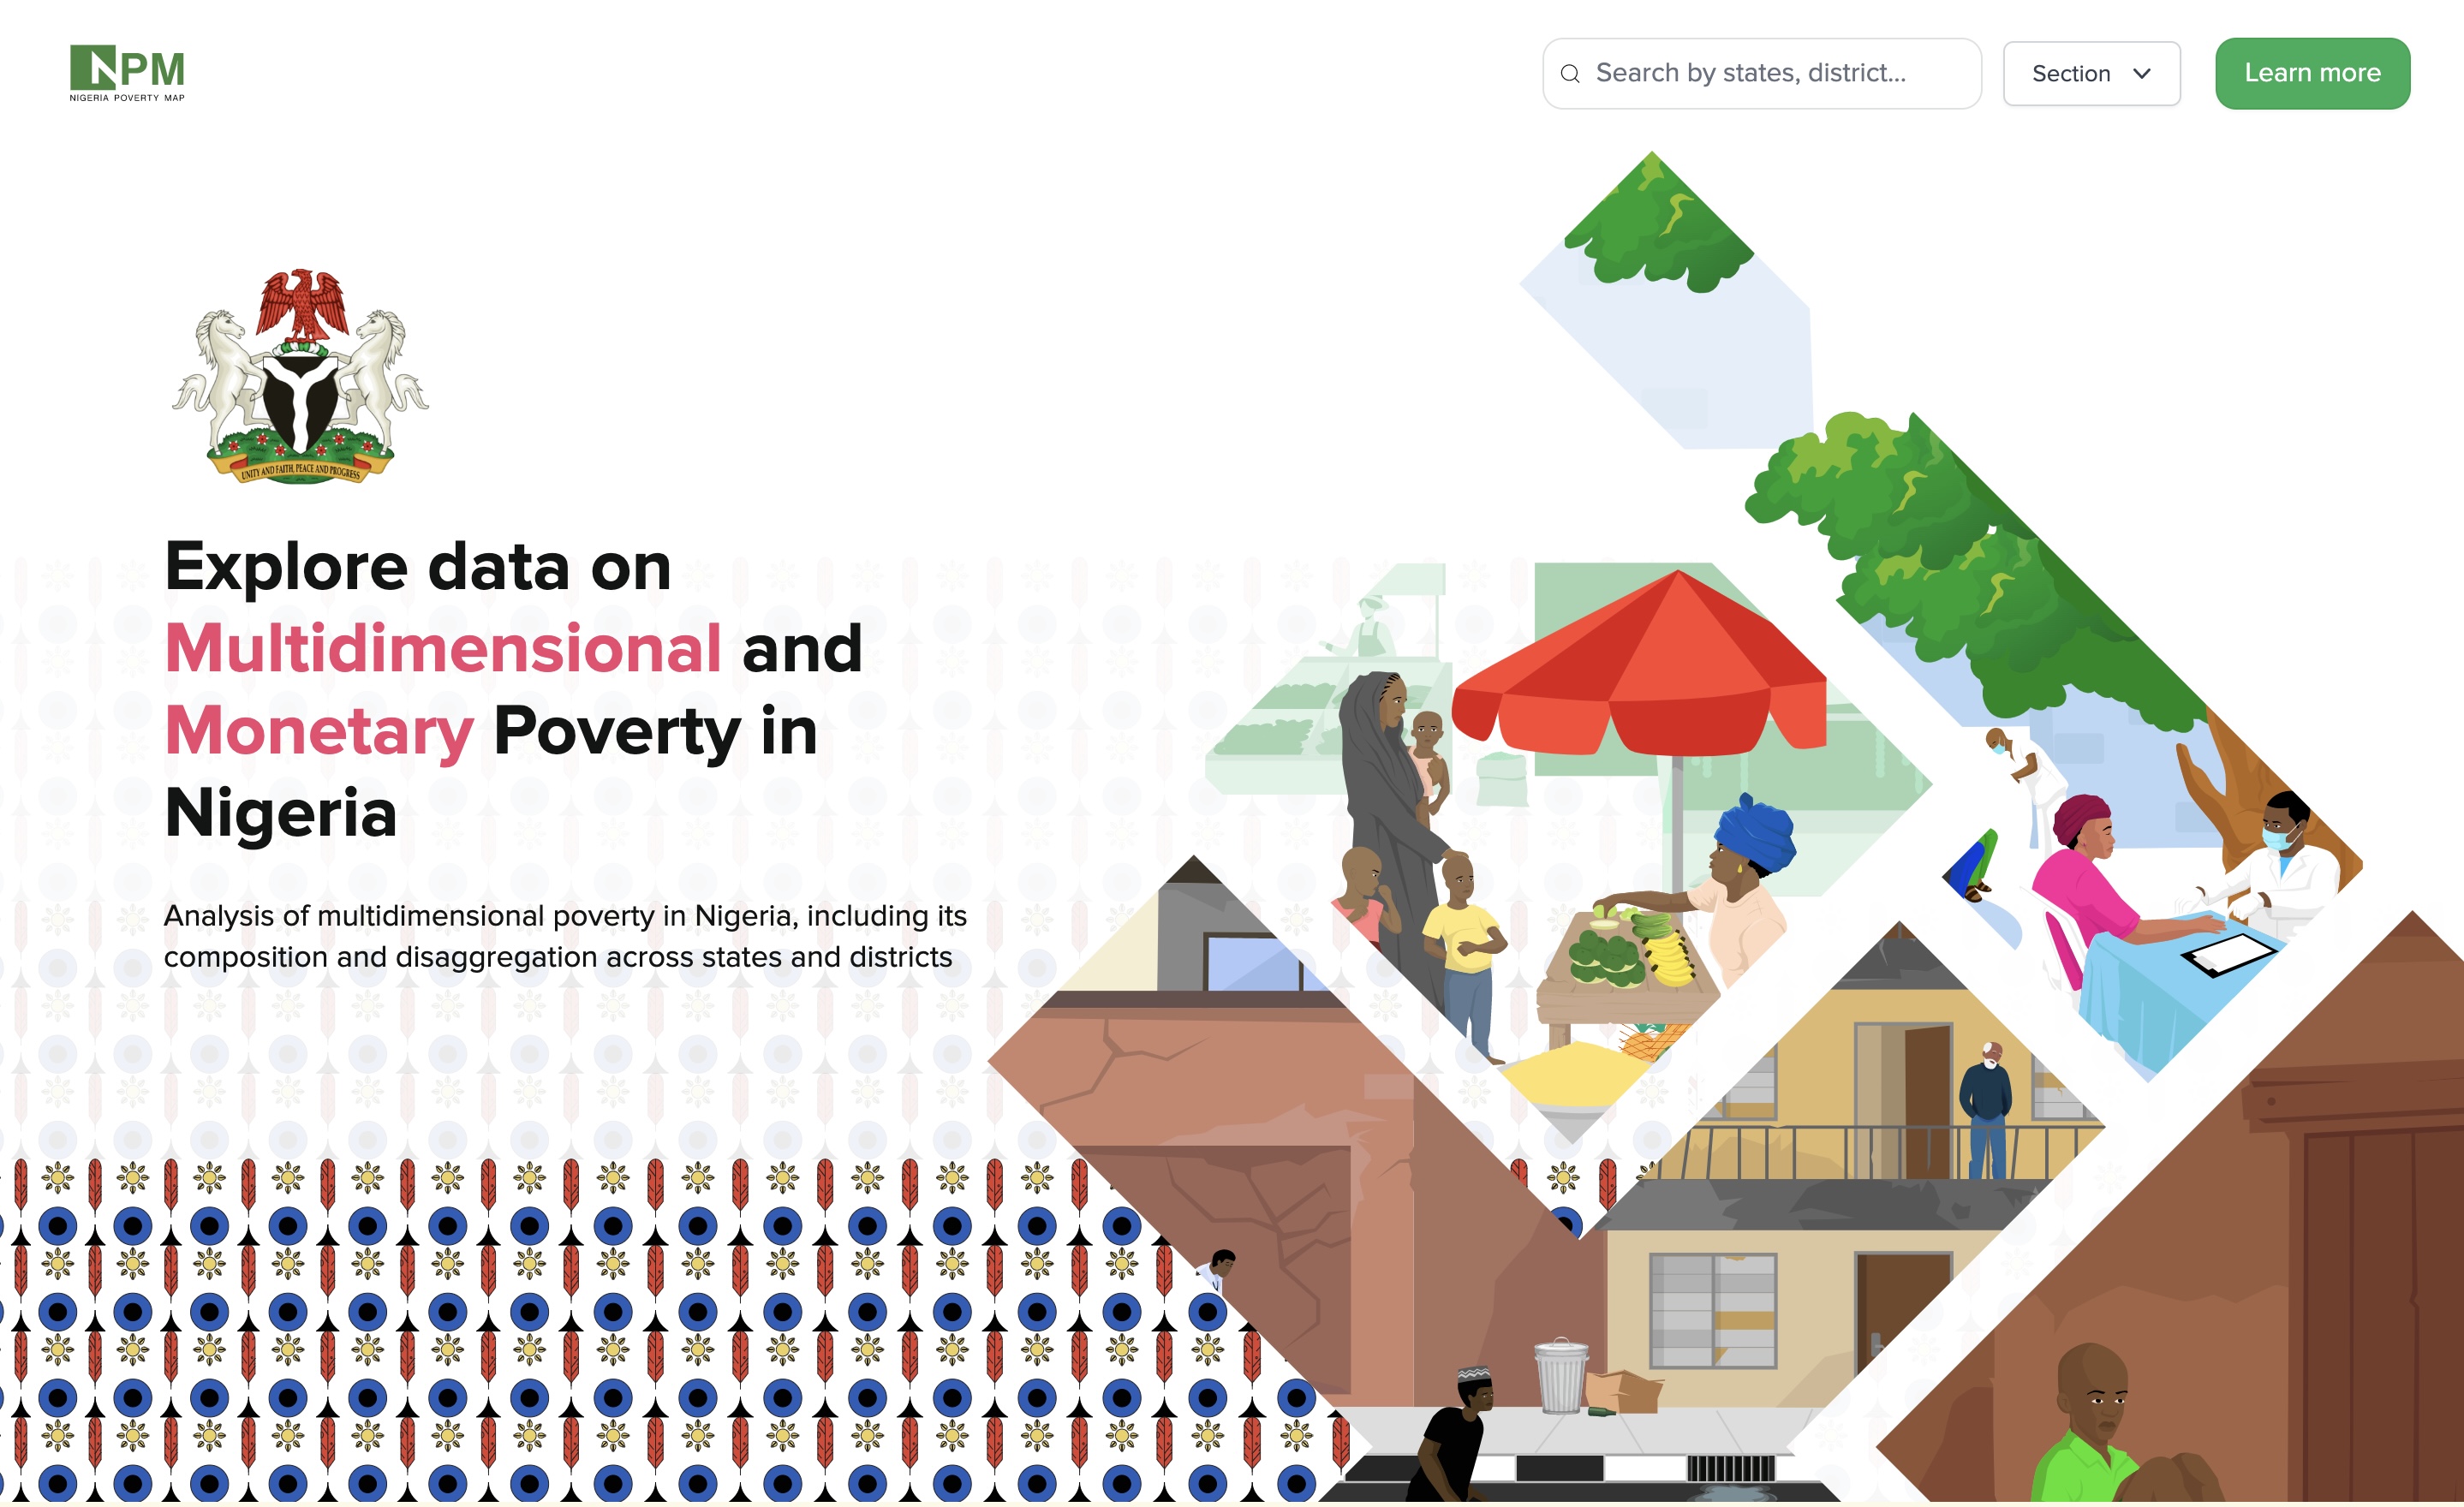 NPM
NIGERIA POVERTY MAP
Search by states, district...
Section
Learn more
UNITY AND FAITH, PEACE AND PROGRESS
Explore data on
Multidimensional and
Monetary Poverty in
Nigeria
Analysis of multidimensional poverty in Nigeria, including its
composition and disaggregation across states and districts